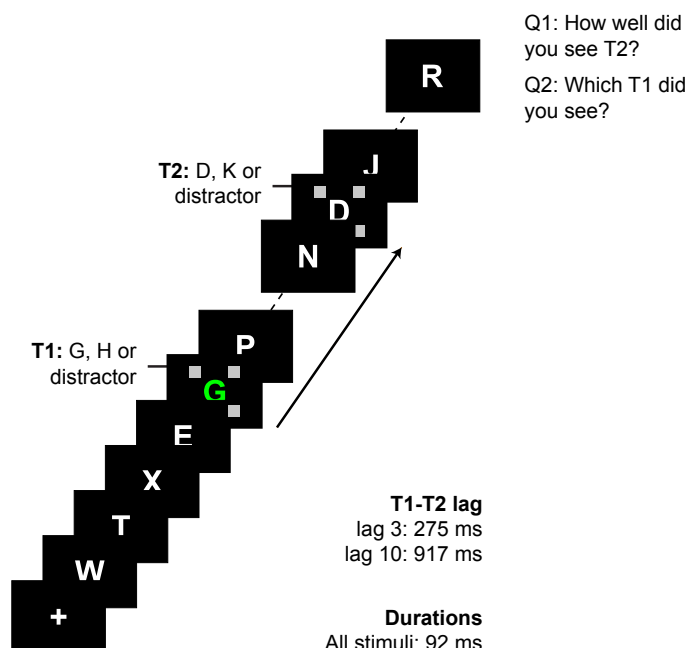 Q1: How well did
you see T2?
Q2: Which T1 did
you see?
R
J
T2: D, K or
distractor
D
N
P
T1: G, H or
distractor
G
E
X
T
W
+
T1-T2 lag
lag 3: 275 ms
lag 10: 917 ms
Durations
All stimuli: 92 ms